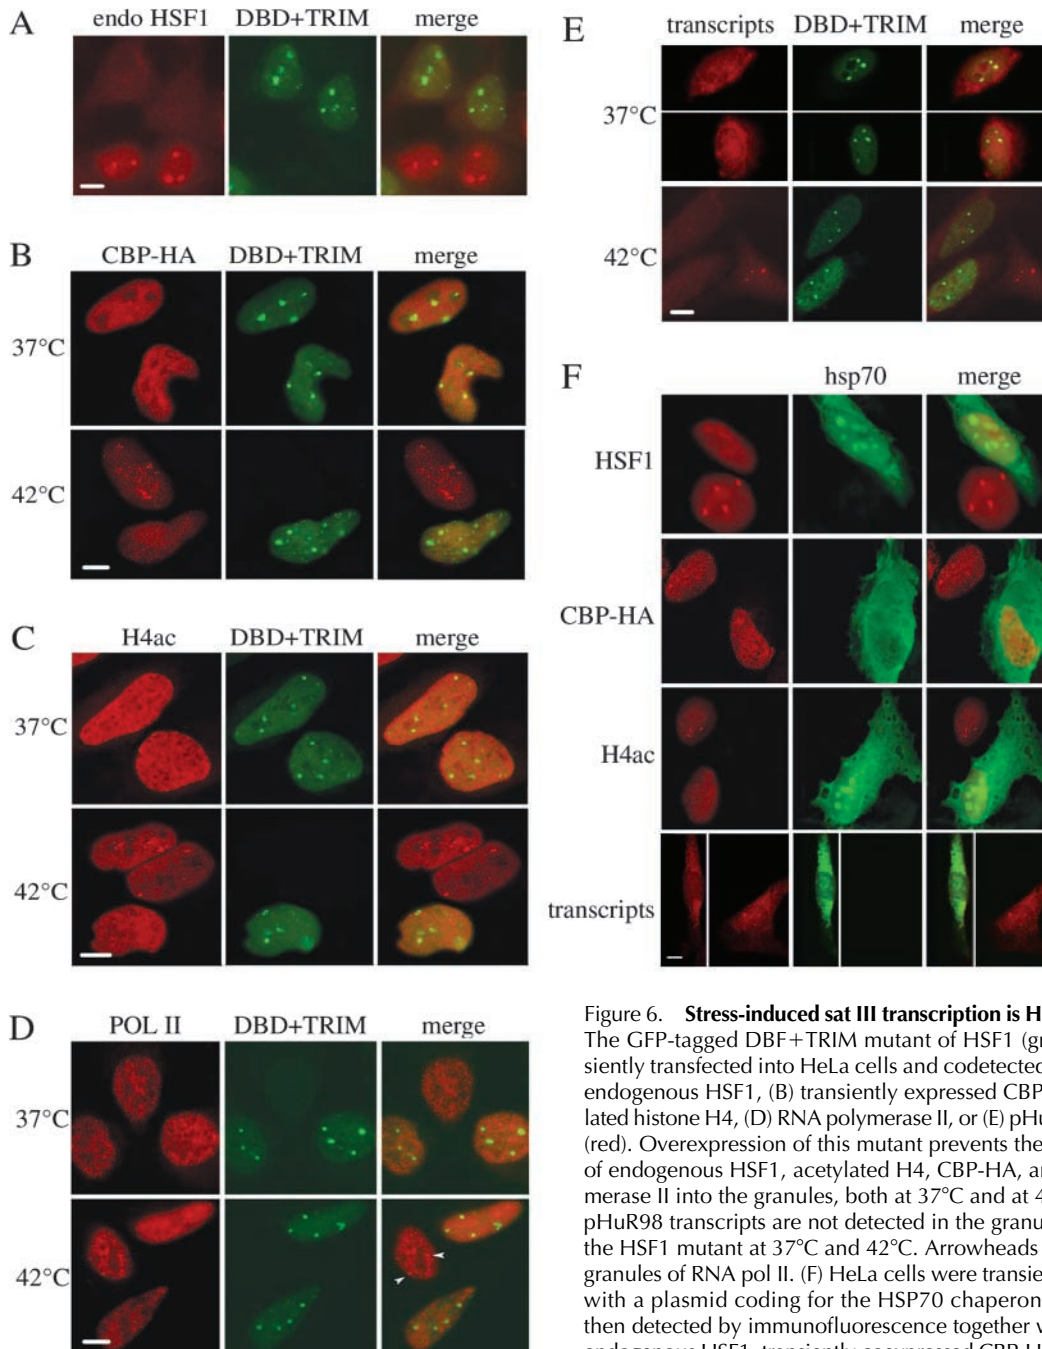 A
endo HSF1 DBD+TRIM merge
B
CBP-HA DBD+TRIM merge
37°C
42°C
C
H4ac DBD+TRIM merge
37°C
42°C
D
POL II DBD+TRIM merge
37°C
42°C
E
transcripts DBD+TRIM merge
37°C
42°C
F
hsp70 merge
HSF1
CBP-HA
H4ac
transcripts
Figure 6. Stress-induced sat III transcription is H
The GFP-tagged DBF+TRIM mutant of HSF1 (gr
siently transfected into HeLa cells and codetected
endogenous HSF1, (B) transiently expressed CBP
lated histone H4, (D) RNA polymerase II, or (E) pHu
(red). Overexpression of this mutant prevents the
of endogenous HSF1, acetylated H4, CBP-HA, an
merase II into the granules, both at 37°C and at 4
pHuR98 transcripts are not detected in the granu
the HSF1 mutant at 37°C and 42°C. Arrowheads
granules of RNA pol II. (F) HeLa cells were transie
with a plasmid coding for the HSP70 chaperon
then detected by immunofluorescence together v
endogenous HSF1, transiently coexpressed CBP-H